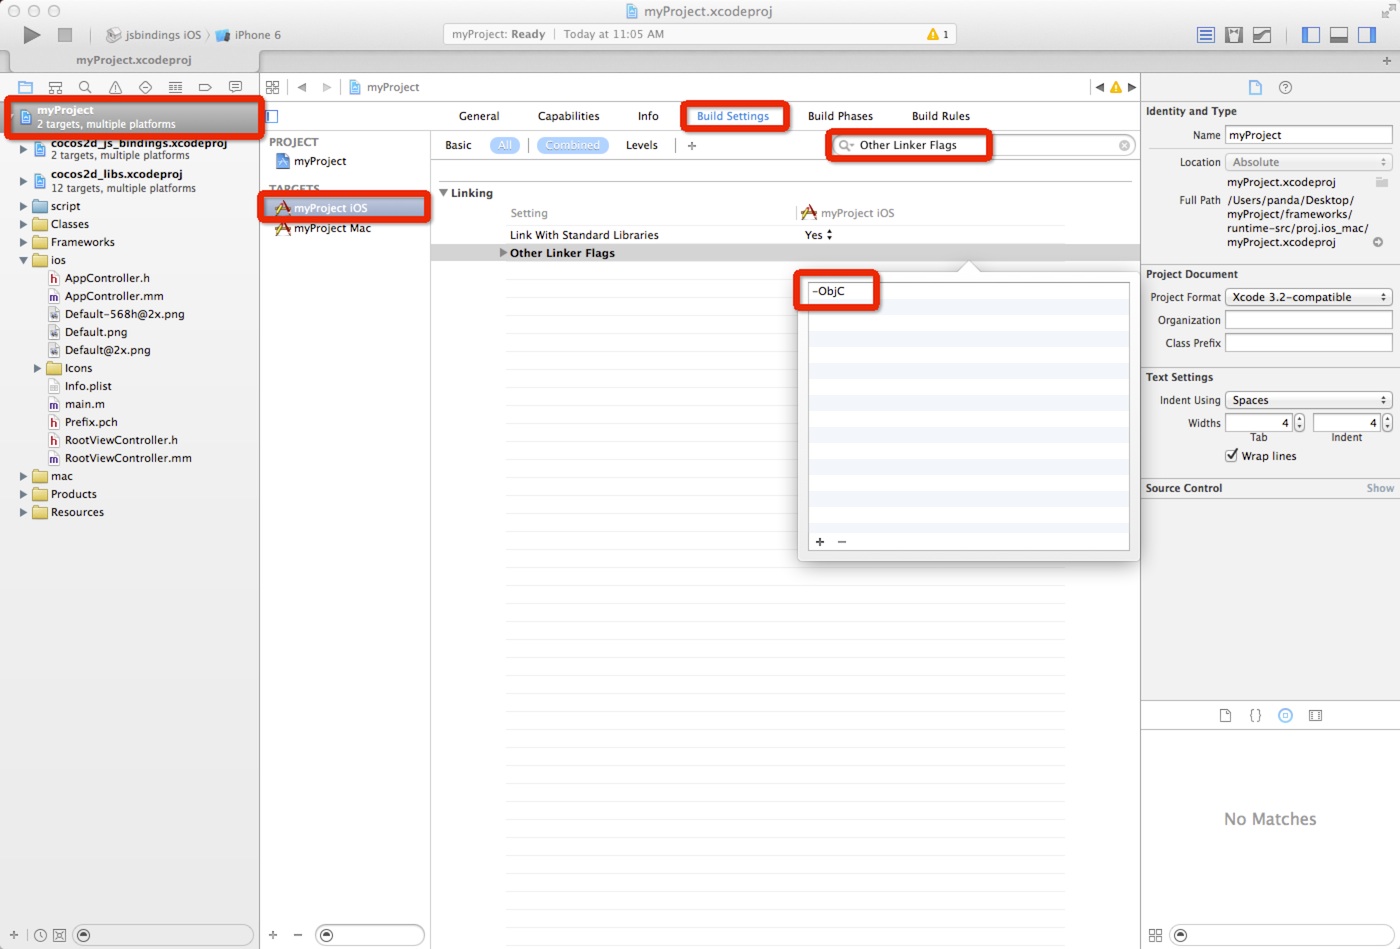 myProject.xcodeproj
jsbindings iOS
iPhone 6
myProject: Ready
Today at 11:05 AM
1
myProject.xcodeproj
myProject
2 targets, multiple platforms
cocos2d_js_bindings.xcodeproj
2 targets, multiple platforms
cocos2d_libs.xcodeproj
12 targets, multiple platforms
script
Classes
Frameworks
ios
AppController.h
AppController.mm
Default-568h@2x.png
Default.png
Default@2x.png
Icons
Info.plist
main.m
Prefix.pch
RootViewController.h
RootViewController.mm
mac
Products
Resources
myProject
PROJECT
myProject
TARGETS
myProject iOS
myProject Mac
General
Capabilities
Info
Build Settings
Build Phases
Build Rules
Basic
All
Combined
Levels
+
Other Linker Flags
Linking
Setting
myProject iOS
Link With Standard Libraries
Yes
Other Linker Flags
-ObjC
+ −
Identity and Type
Name myProject
Location Absolute
myProject.xcodeproj
Full Path /Users/panda/Desktop/
myProject/frameworks/
runtime-src/proj.ios_mac/
myProject.xcodeproj
Project Document
Project Format Xcode 3.2-compatible
Organization
Class Prefix
Text Settings
Indent Using Spaces
Widths 4 4
Tab Indent
Wrap lines
Source Control Show
{ }
No Matches
+
+ −